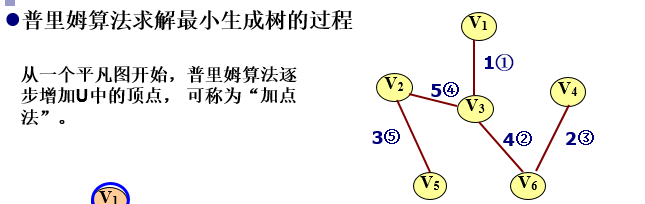 ●普里姆算法求解最小生成树的过程
从一个平凡图开始，普里姆算法逐
步增加U中的顶点， 可称为“加点
法”。
V1
1①
V2
5④
V3
V4
3⑤
4②
2③
V5
V6
V1